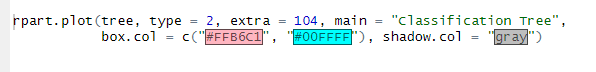 rpart.plot(tree, type = 2, extra = 104, main = "Classification Tree",
box.col = c("#FFB6C1", "#00FFFF"), shadow.col = "gray")